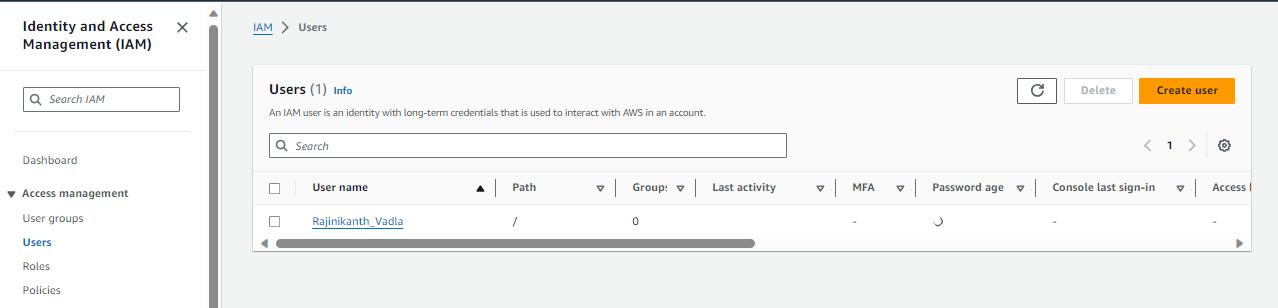 Identity and Access
Management (IAM)
Search IAM
Dashboard
Access management
User groups
Users
Roles
Policies
IAM > Users
Users (1) Info
Delete
Create user
An IAM user is an identity with long-term credentials that is used to interact with AWS in an account.
Search
1
User name Path Groups Last activity MFA Password age Console last sign-in Access
Rajinikanth_Vadla / 0 - - -